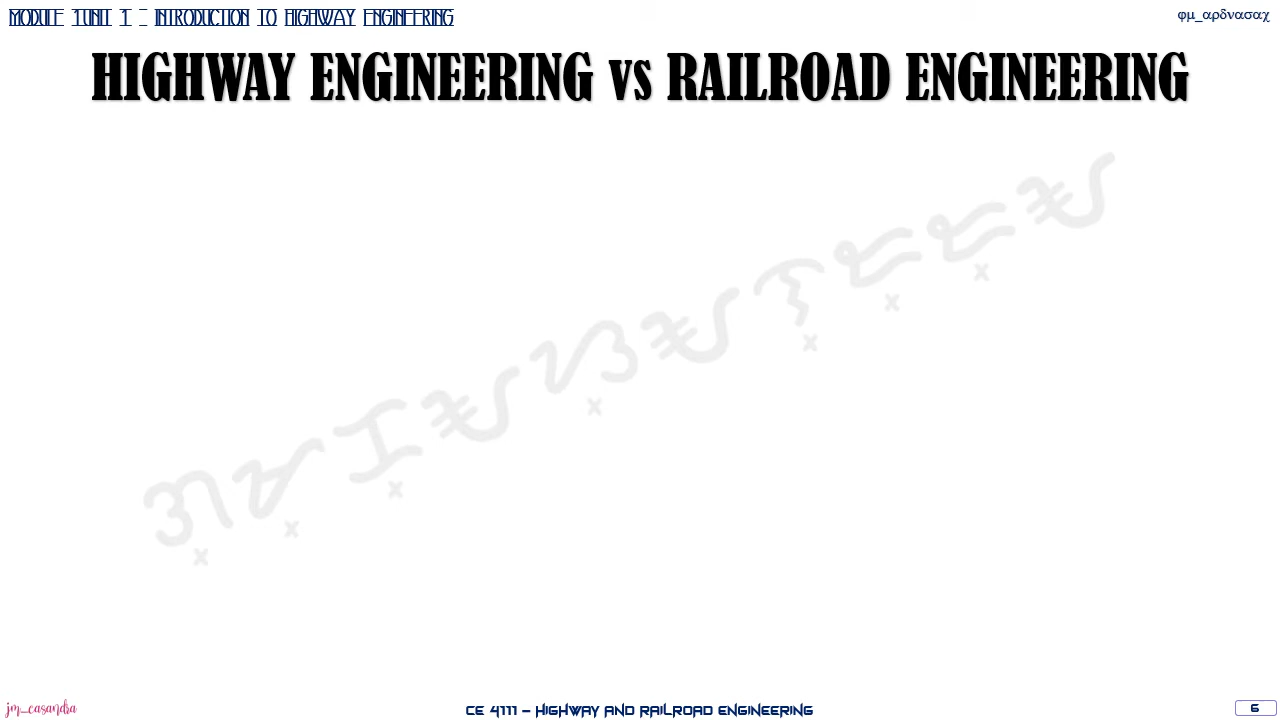 MODULE 1UNIT 1 - INTRODUCTION TO HIGHWAY ENGINEERING
φμ_αρδνασαχ
HIGHWAY ENGINEERING vs RAILROAD ENGINEERING
jm_casandra
CE 4111 – HIGHWAY AND RAILROAD ENGINEERING
6